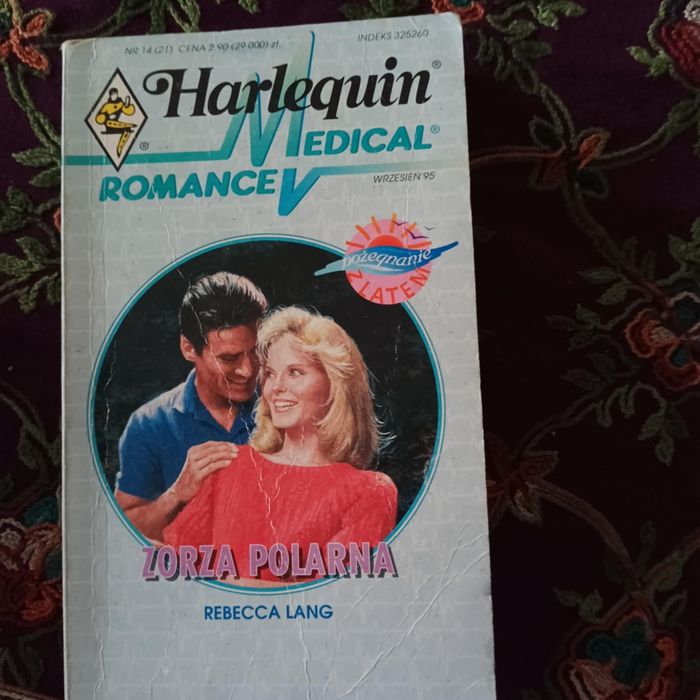 NR 14 (21) CENA 2.90 (29 000) zł
INDEKS 325260
Harlequin®
®
MEDICAL®
ROMANCE
WRZESIEŃ '95
pożegnanie
Z LATEM
ZORZA POLARNA
REBECCA LANG